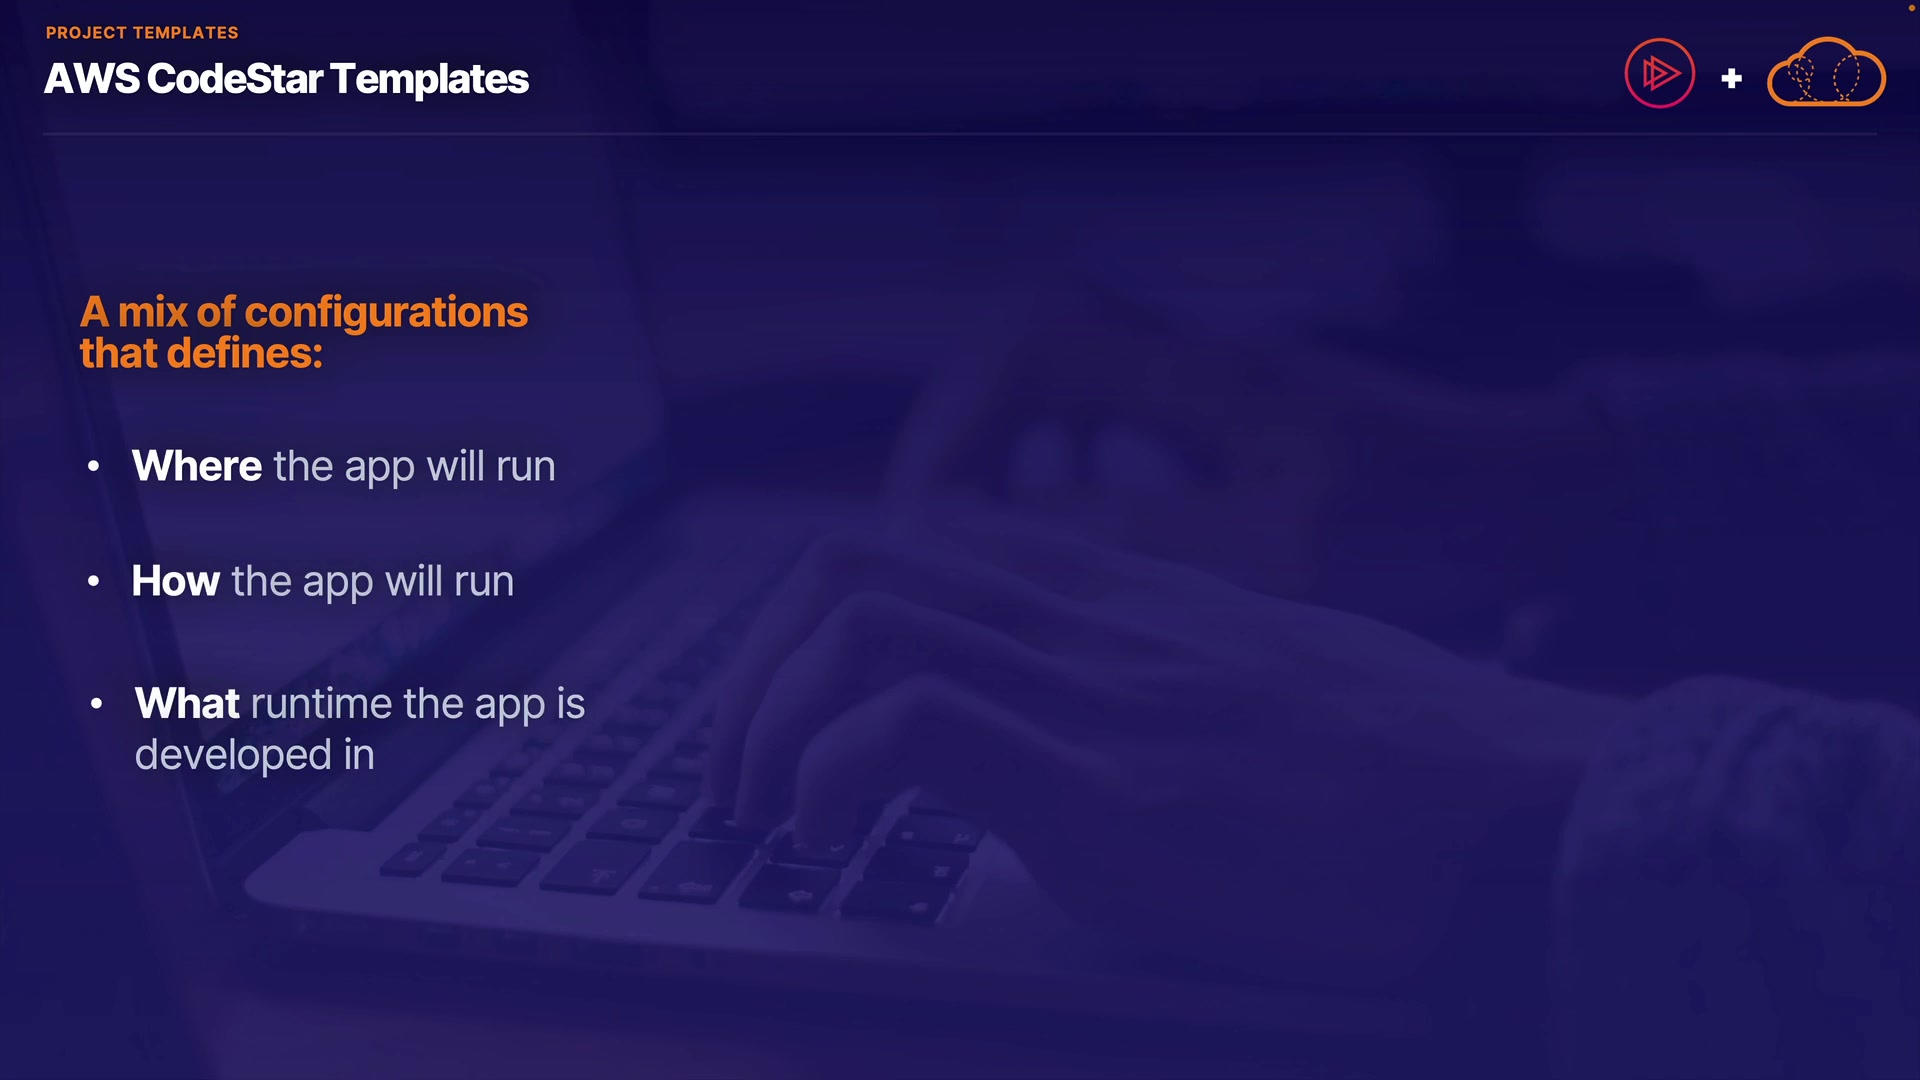 PROJECT TEMPLATES
AWS CodeStar Templates
+
A mix of configurations
that defines:
• Where the app will run
• How the app will run
• What runtime the app is
developed in